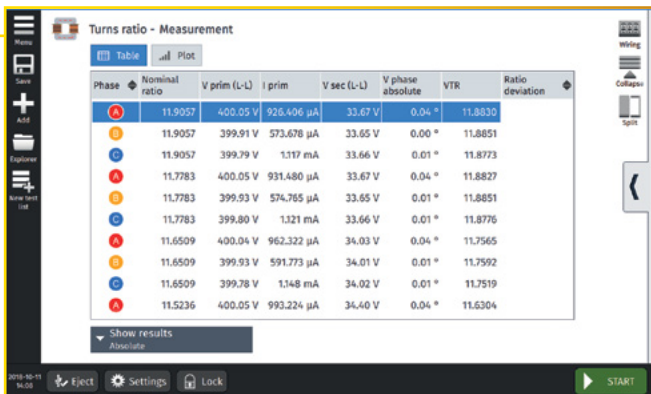 Menu
Save
Add
Explorer
New test
list
Turns ratio - Measurement
Table Plot
Phase Nominal ratio V prim (L-L) I prim V sec (L-L) V phase absolute VTR Ratio deviation
A 11.9057 400.05 V 926.406 µA 33.67 V 0.04 ° 11.8830
B 11.9057 399.91 V 573.678 µA 33.65 V 0.00 ° 11.8851
C 11.9057 399.79 V 1.117 mA 33.66 V 0.01 ° 11.8773
A 11.7783 400.05 V 931.480 µA 33.67 V 0.04 ° 11.8827
B 11.7783 399.93 V 574.765 µA 33.65 V 0.01 ° 11.8851
C 11.7783 399.80 V 1.121 mA 33.66 V 0.01 ° 11.8776
A 11.6509 400.04 V 962.322 µA 34.03 V 0.04 ° 11.7565
B 11.6509 399.93 V 591.773 µA 34.01 V 0.01 ° 11.7592
C 11.6509 399.78 V 1.148 mA 34.02 V 0.01 ° 11.7519
A 11.5236 400.05 V 993.224 µA 34.40 V 0.04 ° 11.6304
Show results
Absolute
Wiring
Collapse
Split
2018-10-11
14:08
Eject Settings Lock START